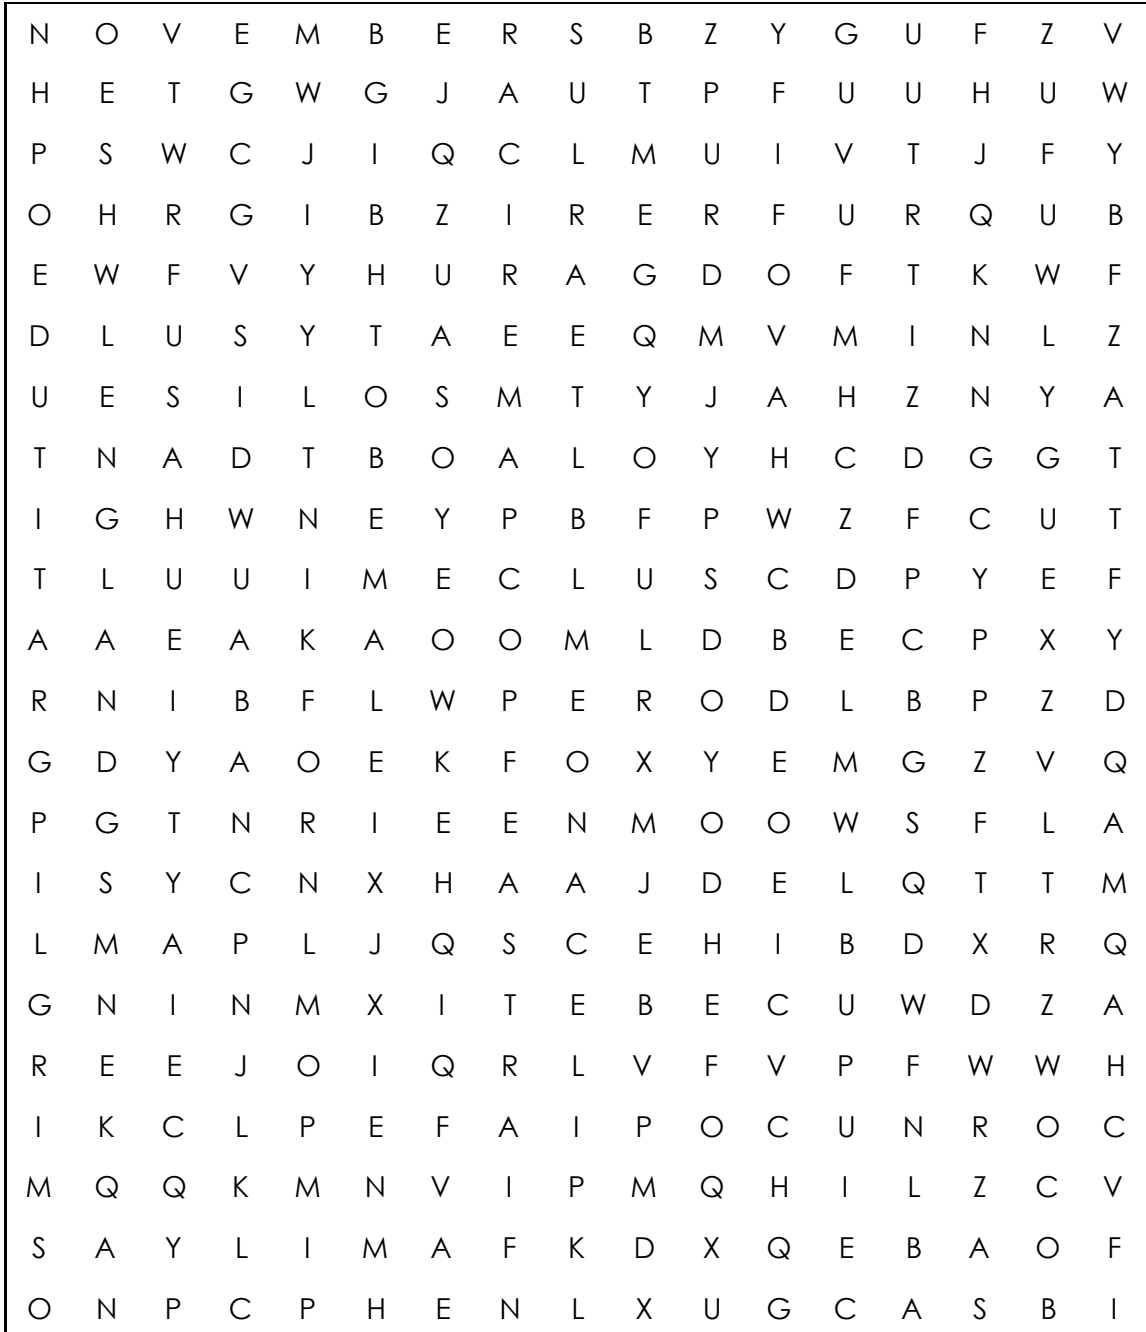 N O V E M B E R S B Z Y G U F Z V
H E T G W G J A U T P F U U H U W
P S W C J I Q C L M U I V T J F Y
O H R G I B Z I R E R F U R Q U B
E W F V Y H U R A G D O F T K W F
D L U S Y T A E E Q M V M I N L Z
U E S I L O S M T Y J A H Z N Y A
T N A D T B O A L O Y H C D G G T
I G H W N E Y P B F P W Z F C U T
T L U U I M E C L U S C D P Y E F
A A E A K A O O M L D B E C P X Y
R N I B F L W P E R O D L B P Z D
G D Y A O E K F O X Y E M G Z V Q
P G T N R I E E N M O O W S F L A
I S Y C N X H A A J D E L Q T T M
L M A P L J Q S C E H I B D X R Q
G N I N M X I T E B E C U W D Z A
R E E J O I Q R L V F V P F W W H
I K C L P E F A I P O C U N R O C
M Q Q K M N V I P M Q H I L Z C V
S A Y L I M A F K D X Q E B A O F
O N P C P H E N L X U G C A S B I